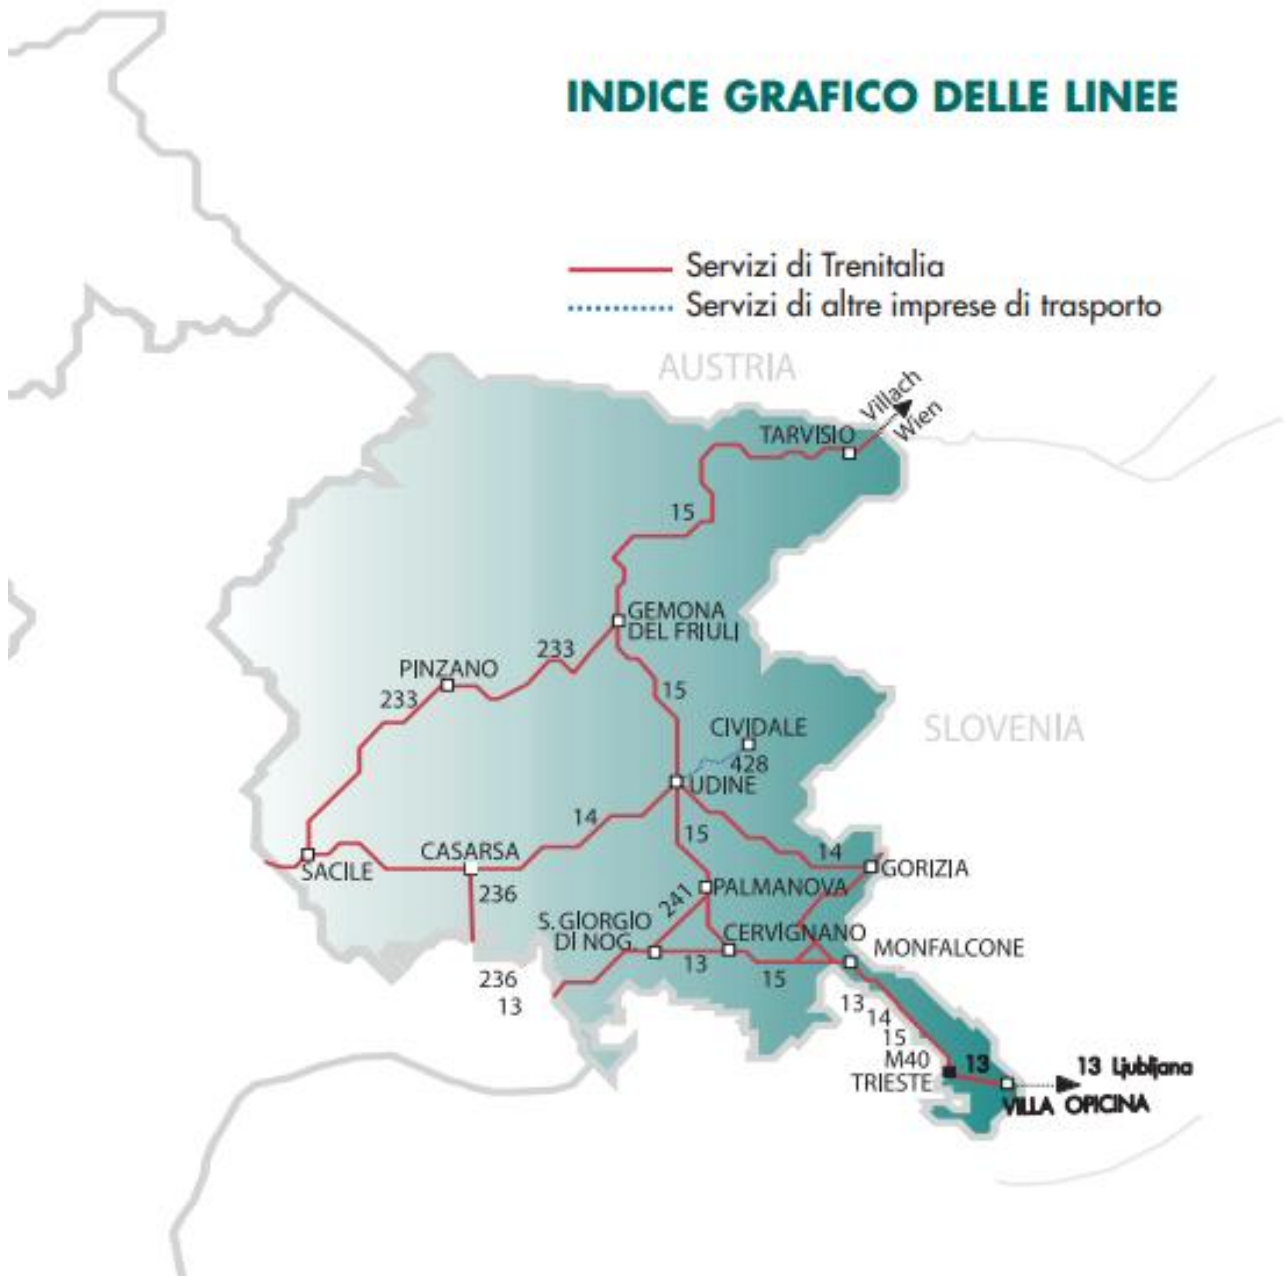 INDICE GRAFICO DELLE LINEE
Servizi di Trenitalia
Servizi di altre imprese di trasporto
AUSTRIA
Villach
Wien
TARVISIO
15
GEMONA
DEL FRIULI
233
PINZANO
233
15
CIVIDALE
428
SLOVENIA
UDINE
14
15
14
CASARSA
SACILE
GORIZIA
236
241
PALMANOVA
S. GIORGIO
DI NOG.
CERVIGNANO
MONFALCONE
13
15
236
13
13
14
15
M40
TRIESTE
13
13 Ljubljana
VILLA OPICINA